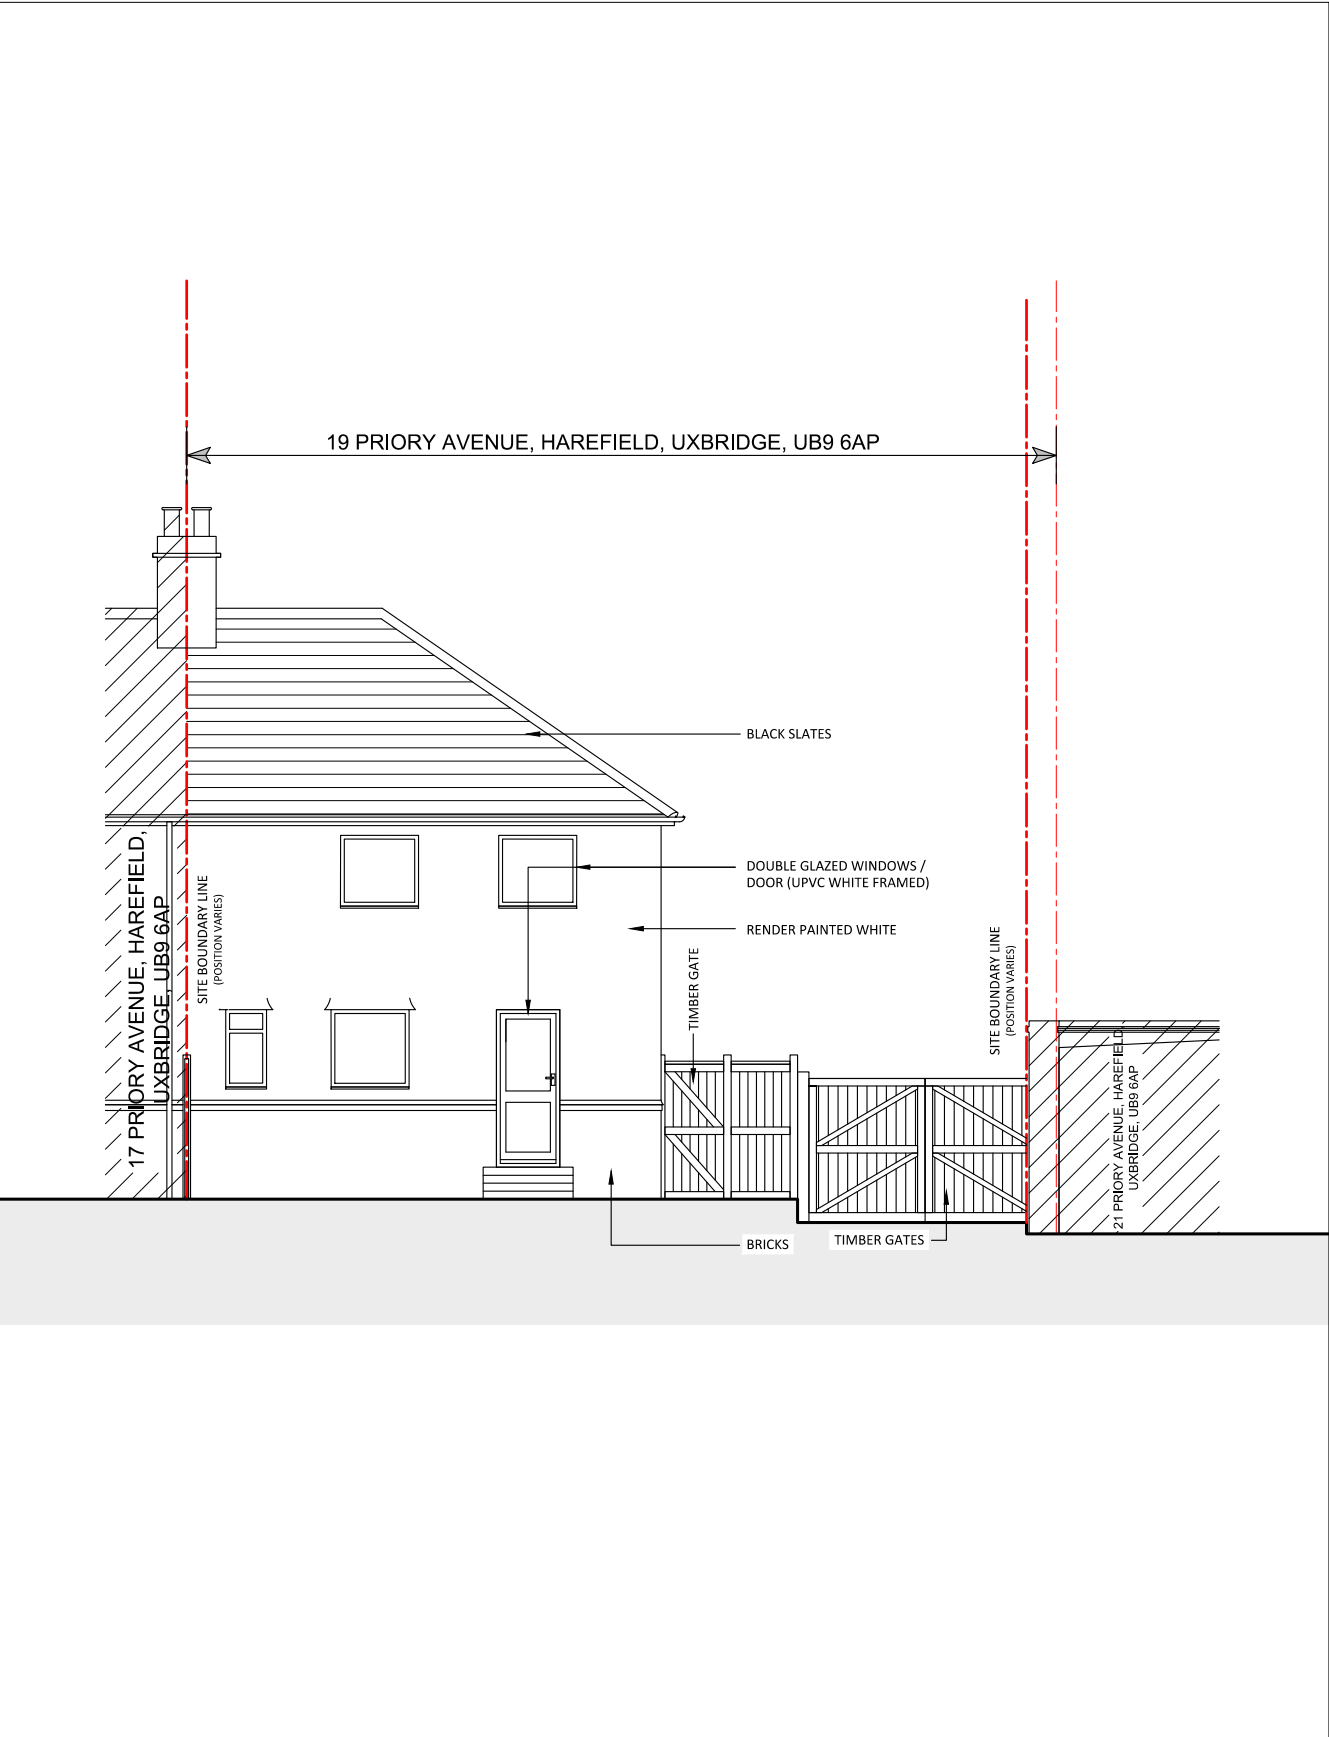 19 PRIORY AVENUE, HAREFIELD, UXBRIDGE, UB9 6AP
BLACK SLATES
DOUBLE GLAZED WINDOWS /
DOOR (UPVC WHITE FRAMED)
RENDER PAINTED WHITE
17 PRIORY AVENUE, HAREFIELD,
UXBRIDGE, UB9 6AP
SITE BOUNDARY LINE
(POSITION VARIES)
TIMBER GATE
SITE BOUNDARY LINE
(POSITION VARIES)
21 PRIORY AVENUE, HAREFIELD,
UXBRIDGE, UB9 6AP
BRICKS
TIMBER GATES